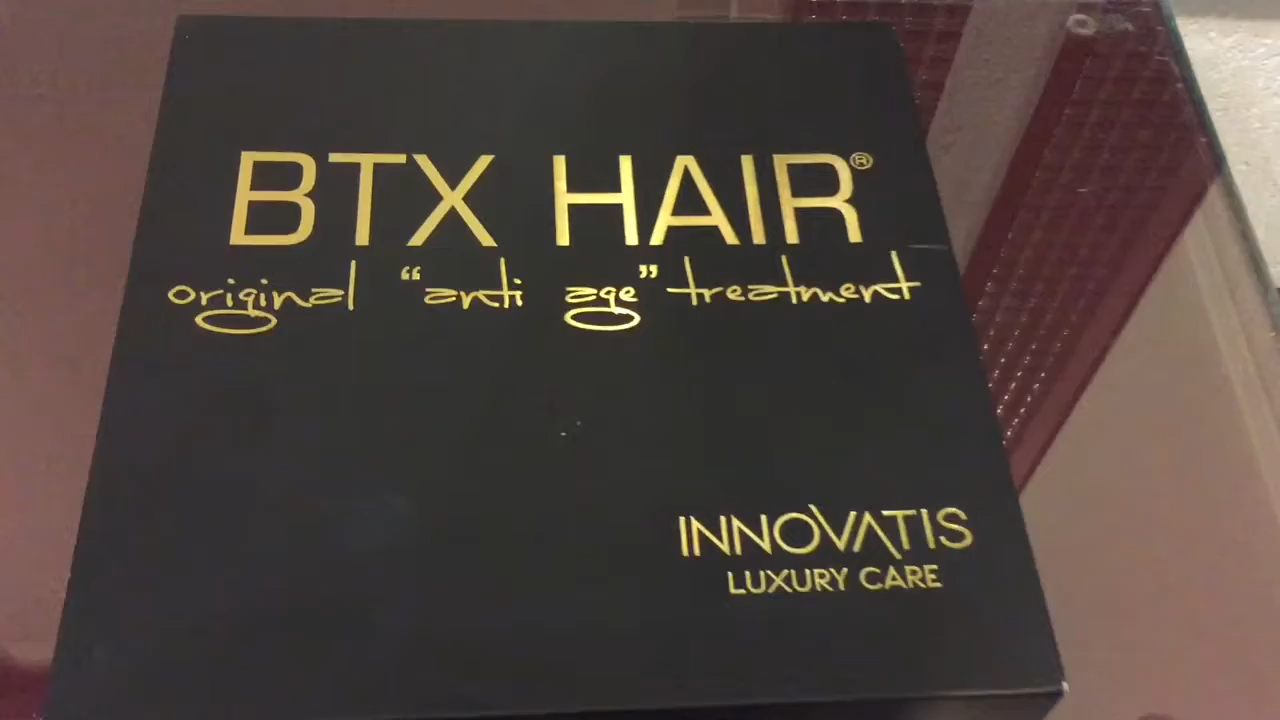 BTX HAIR®
original “anti age” treatment
INNOVATIS
LUXURY CARE